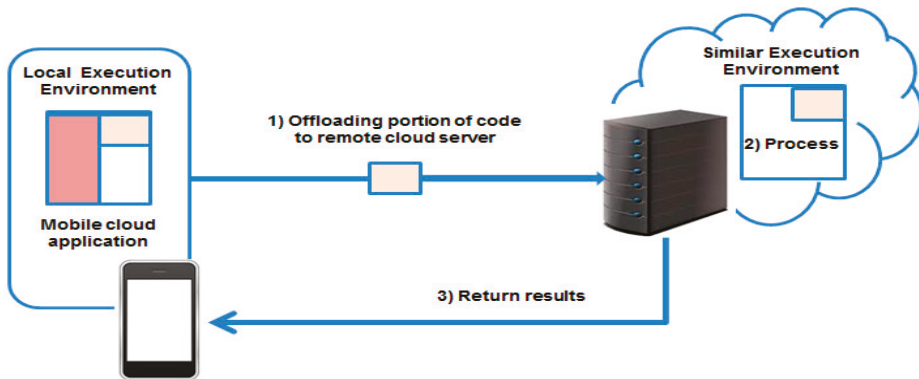 Local Execution
Environment
Mobile cloud
application
1) Offloading portion of code
to remote cloud server
Similar Execution
Environment
2) Process
3) Return results